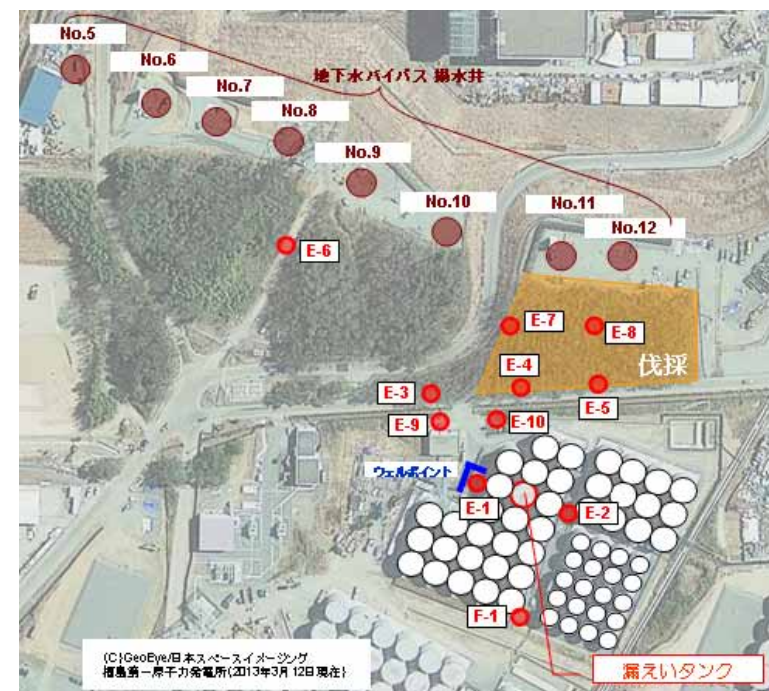 No.5
No.6
No.7
No.8
地下水バイパス 揚水井
No.9
No.10
No.11
No.12
E-6
E-7
E-8
伐採
E-4
E-5
E-3
E-9
E-10
ウェルポイント
E-1
E-2
F-1
(C)GeoEye/日本スペースイメージング
福島第一原子力発電所(2013年3月12日現在)
漏えいタンク